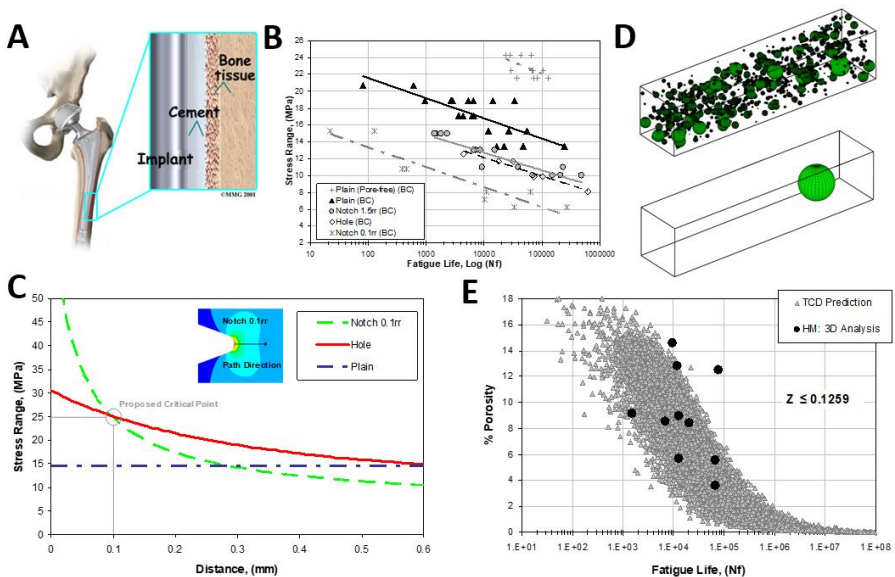 A
Bone
tissue
Cement
Implant
©MMG 2001
B
Stress Range, (MPa)
26
24
22
20
18
16
14
12
10
8
6
4
2
0
Plain (Pore-free) (BC)
Plain (BC)
Notch 1.5rr (BC)
Hole (BC)
Notch 0.1rr (BC)
10
100
1000
10000
100000
1000000
Fatigue Life, Log (Nf)
D
C
Stress Range, (MPa)
50
45
40
35
30
25
20
15
10
5
0
Notch 0.1rr
Path Direction
Notch 0.1rr
Hole
Plain
Proposed Critical Point
0
0.1
0.2
0.3
0.4
0.5
0.6
Distance, (mm)
E
% Porosity
18
16
14
12
10
8
6
4
2
0
TCD Prediction
HM: 3D Analysis
Z ≤ 0.1259
1.E+01
1.E+02
1.E+03
1.E+04
1.E+05
1.E+06
1.E+07
1.E+08
Fatigue Life, (Nf)